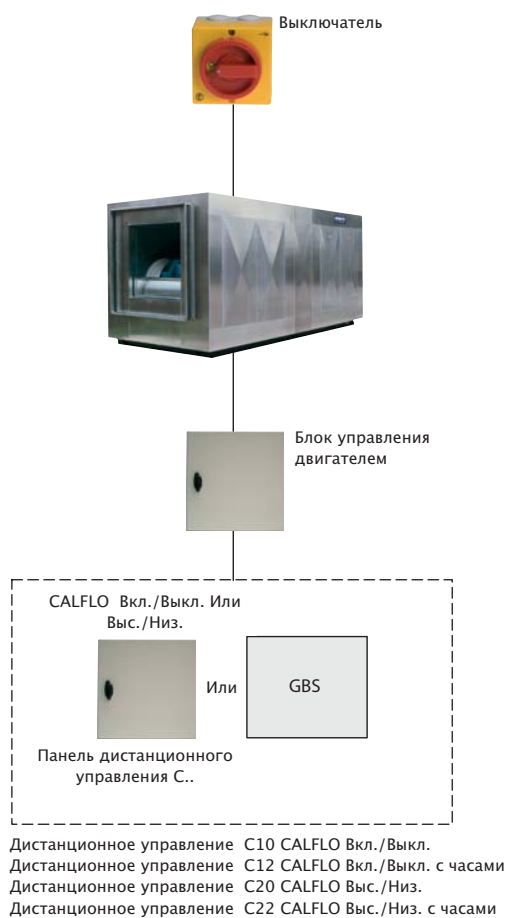 Выключатель
Блок управления
двигателем
CALFLO Вкл./Выкл. Или
Выс./Низ.
Или
GBS
Панель дистанционного
управления С..
Дистанционное управление C10 CALFLO Вкл./Выкл.
Дистанционное управление C12 CALFLO Вкл./Выкл. с часами
Дистанционное управление C20 CALFLO Выс./Низ.
Дистанционное управление C22 CALFLO Выс./Низ. с часами